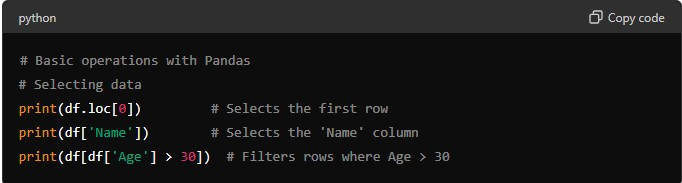 python Copy code
# Basic operations with Pandas
# Selecting data
print(df.loc[0])         # Selects the first row
print(df['Name'])        # Selects the 'Name' column
print(df[df['Age'] > 30])  # Filters rows where Age > 30